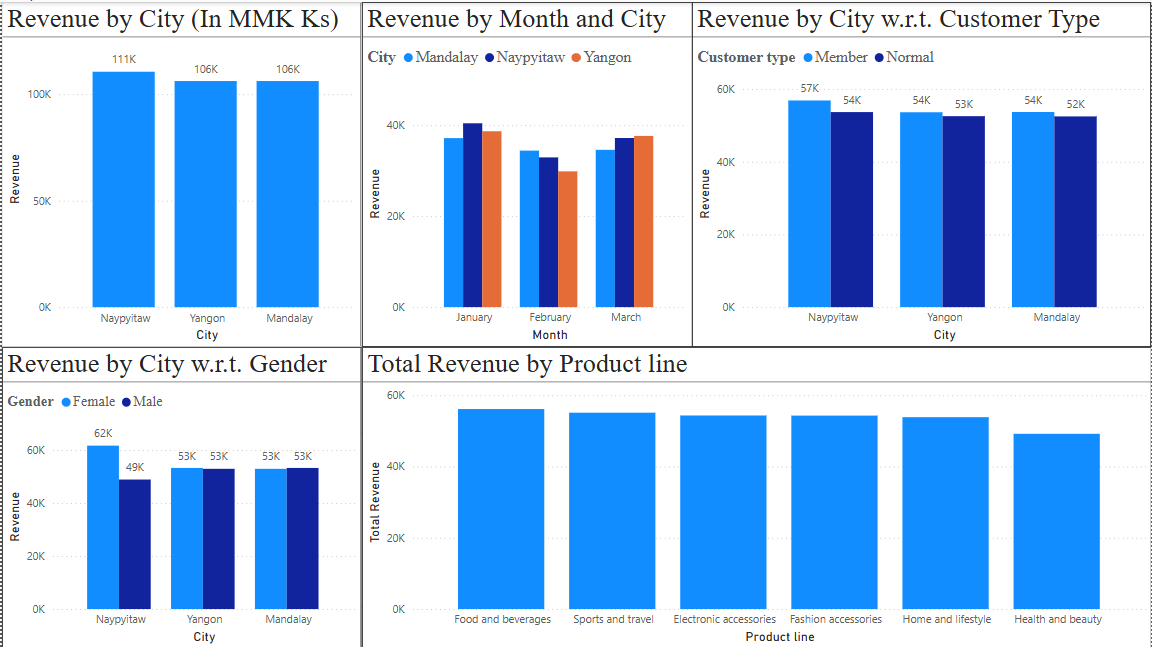 Revenue by City (In MMK Ks)
111K
106K
106K
100K
50K
0K
Revenue
Naypyitaw Yangon Mandalay
City
Revenue by Month and City
City Mandalay Naypyitaw Yangon
40K
20K
0K
Revenue
January February March
Month
Revenue by City w.r.t. Customer Type
Customer type Member Normal
57K 54K 54K 53K 54K 52K
60K
40K
20K
0K
Revenue
Naypyitaw Yangon Mandalay
City
Revenue by City w.r.t. Gender
Gender Female Male
62K 49K 53K 53K 53K 53K
60K
40K
20K
0K
Revenue
Naypyitaw Yangon Mandalay
City
Total Revenue by Product line
60K
40K
20K
0K
Total Revenue
Food and beverages Sports and travel Electronic accessories Fashion accessories Home and lifestyle Health and beauty
Product line